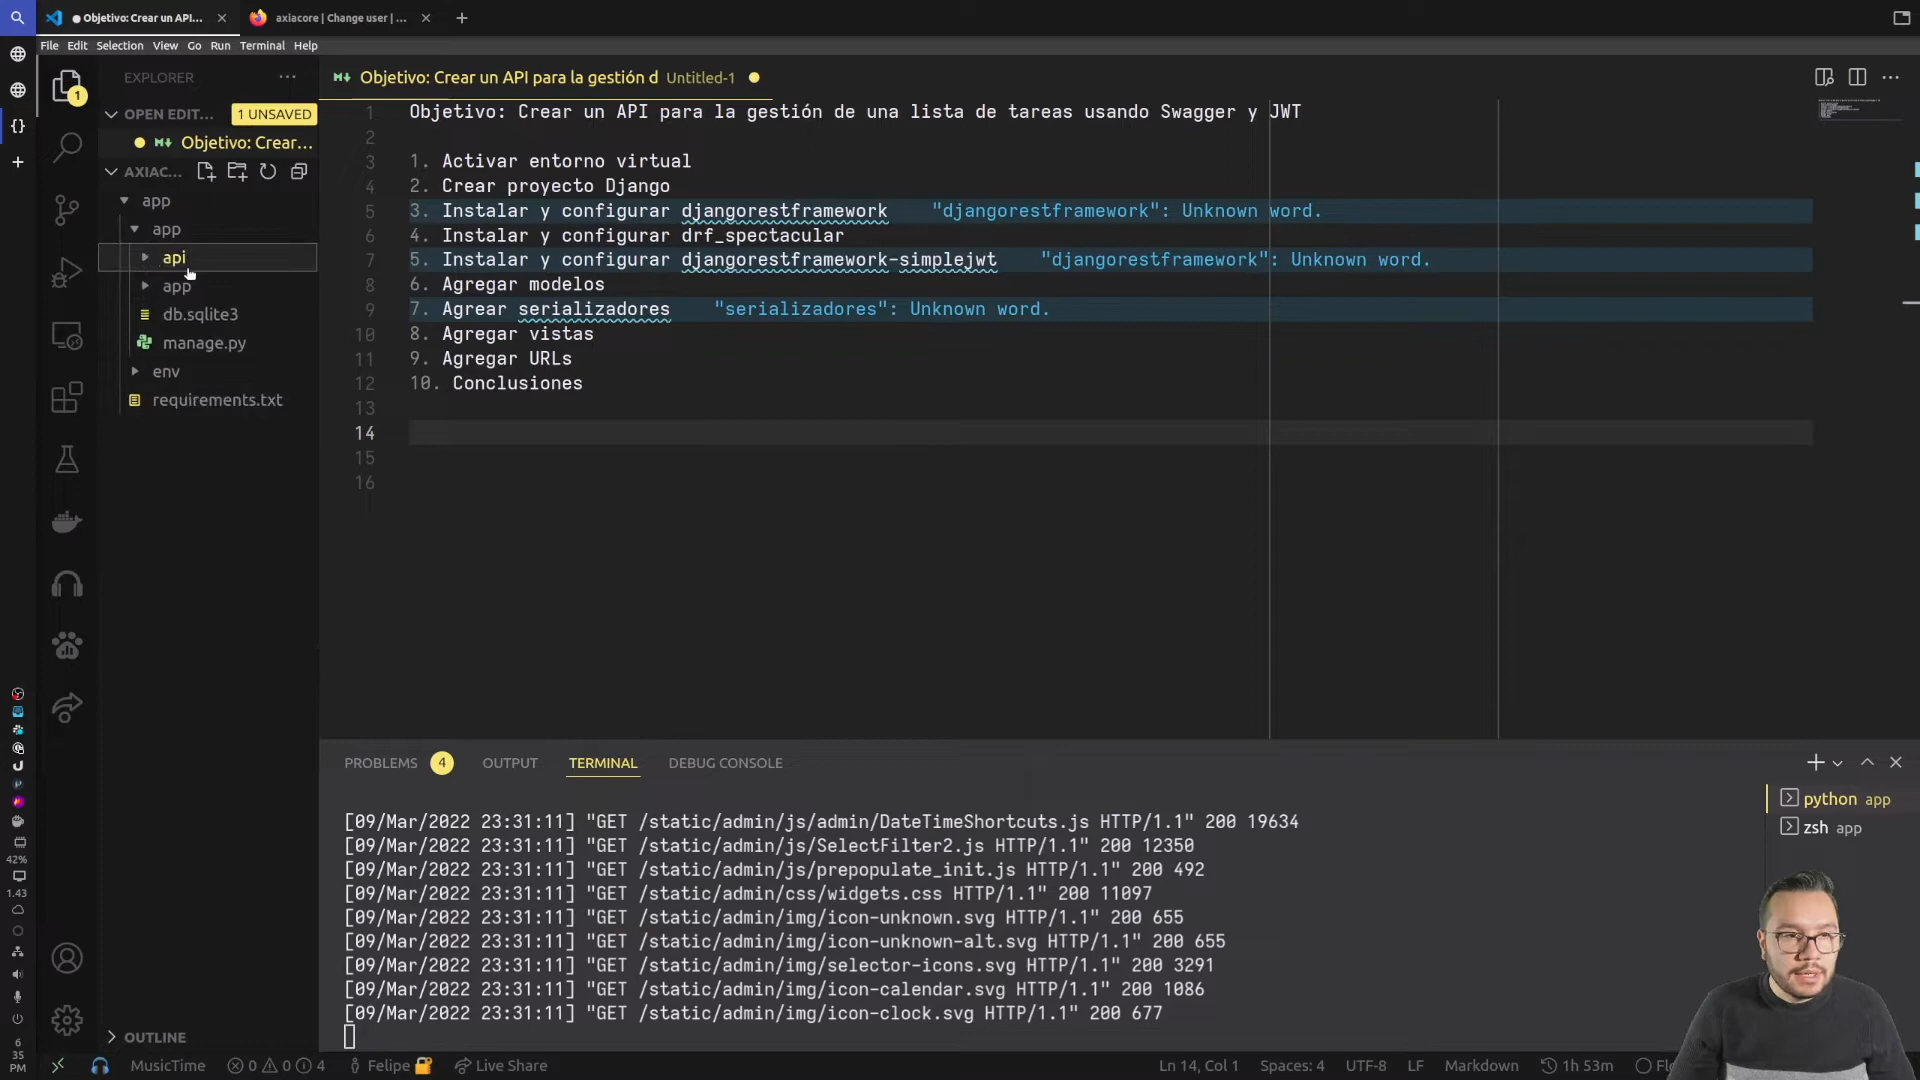 Objetivo: Crear un API...
axiacore | Change user | ...
File Edit Selection View Go Run Terminal Help
EXPLORER
Objetivo: Crear un API para la gestión d Untitled-1
1
OPEN EDIT... 1 UNSAVED
Objetivo: Crear...
AXIAC...
app
app
api
app
db.sqlite3
manage.py
env
requirements.txt
1 Objetivo: Crear un API para la gestión de una lista de tareas usando Swagger y JWT
2
3 1. Activar entorno virtual
4 2. Crear proyecto Django
5 3. Instalar y configurar djangorestframework "djangorestframework": Unknown word.
6 4. Instalar y configurar drf_spectacular
7 5. Instalar y configurar djangorestframework-simplejwt "djangorestframework": Unknown word.
8 6. Agregar modelos
9 7. Agrear serializadores "serializadores": Unknown word.
10 8. Agregar vistas
11 9. Agregar URLs
12 10. Conclusiones
13
14
15
16
PROBLEMS 4 OUTPUT TERMINAL DEBUG CONSOLE
[09/Mar/2022 23:31:11] "GET /static/admin/js/admin/DateTimeShortcuts.js HTTP/1.1" 200 19634
[09/Mar/2022 23:31:11] "GET /static/admin/js/SelectFilter2.js HTTP/1.1" 200 12350
[09/Mar/2022 23:31:11] "GET /static/admin/js/prepopulate_init.js HTTP/1.1" 200 492
[09/Mar/2022 23:31:11] "GET /static/admin/css/widgets.css HTTP/1.1" 200 11097
[09/Mar/2022 23:31:11] "GET /static/admin/img/icon-unknown.svg HTTP/1.1" 200 655
[09/Mar/2022 23:31:11] "GET /static/admin/img/icon-unknown-alt.svg HTTP/1.1" 200 655
[09/Mar/2022 23:31:11] "GET /static/admin/img/selector-icons.svg HTTP/1.1" 200 3291
[09/Mar/2022 23:31:11] "GET /static/admin/img/icon-calendar.svg HTTP/1.1" 200 1086
[09/Mar/2022 23:31:11] "GET /static/admin/img/icon-clock.svg HTTP/1.1" 200 677
python app
zsh app
OUTLINE
42%
1.43
6
35
PM
MusicTime 0 0 4 Felipe Live Share Ln 14, Col 1 Spaces: 4 UTF-8 LF Markdown 1h 53m